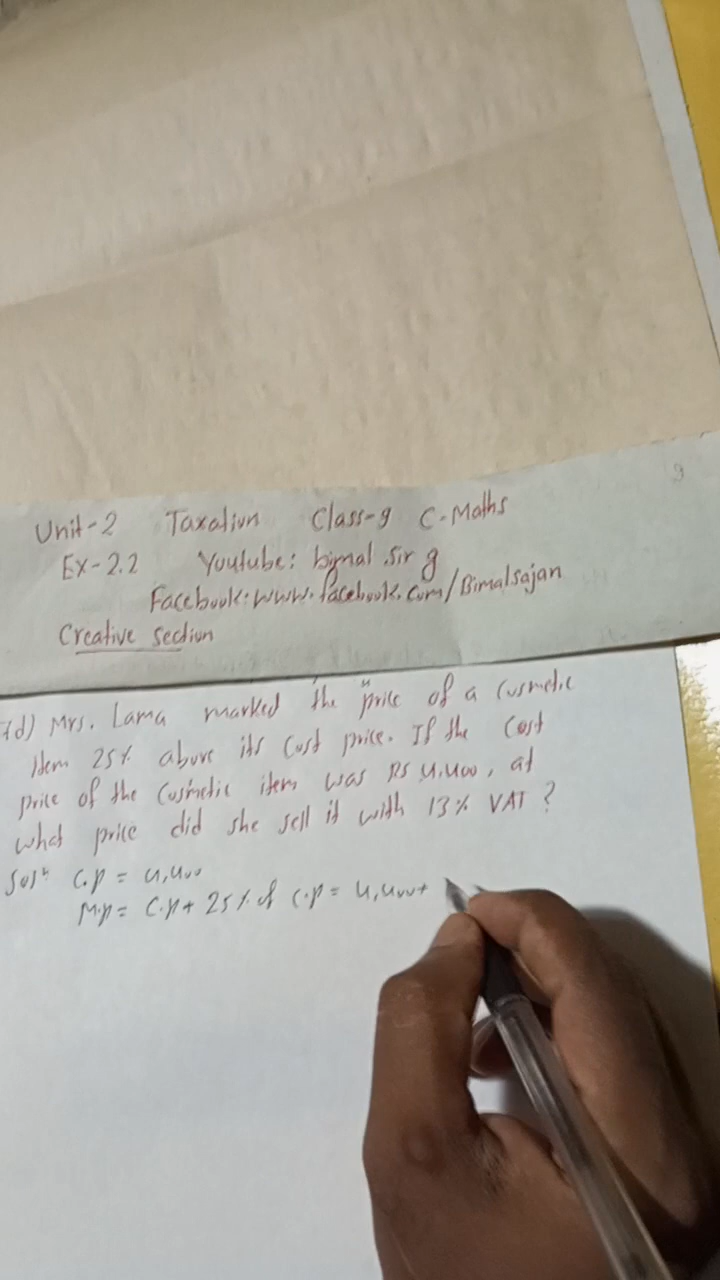 9
Unit-2 Taxation Class-9 C.Maths
Ex-2.2 Youtube: bimal sir g
Facebook:www.facebook.com/Bimalsajan
Creative section
(d) Mrs. Lama marked the price of a cosmetic
item 25% above its cost price. If the cost
price of the cosmetic item was RS 4,400, at
what price did she sell it with 13% VAT?
Solⁿ C.P = 4,400
M.P = C.P + 25% of C.P = 4,400+